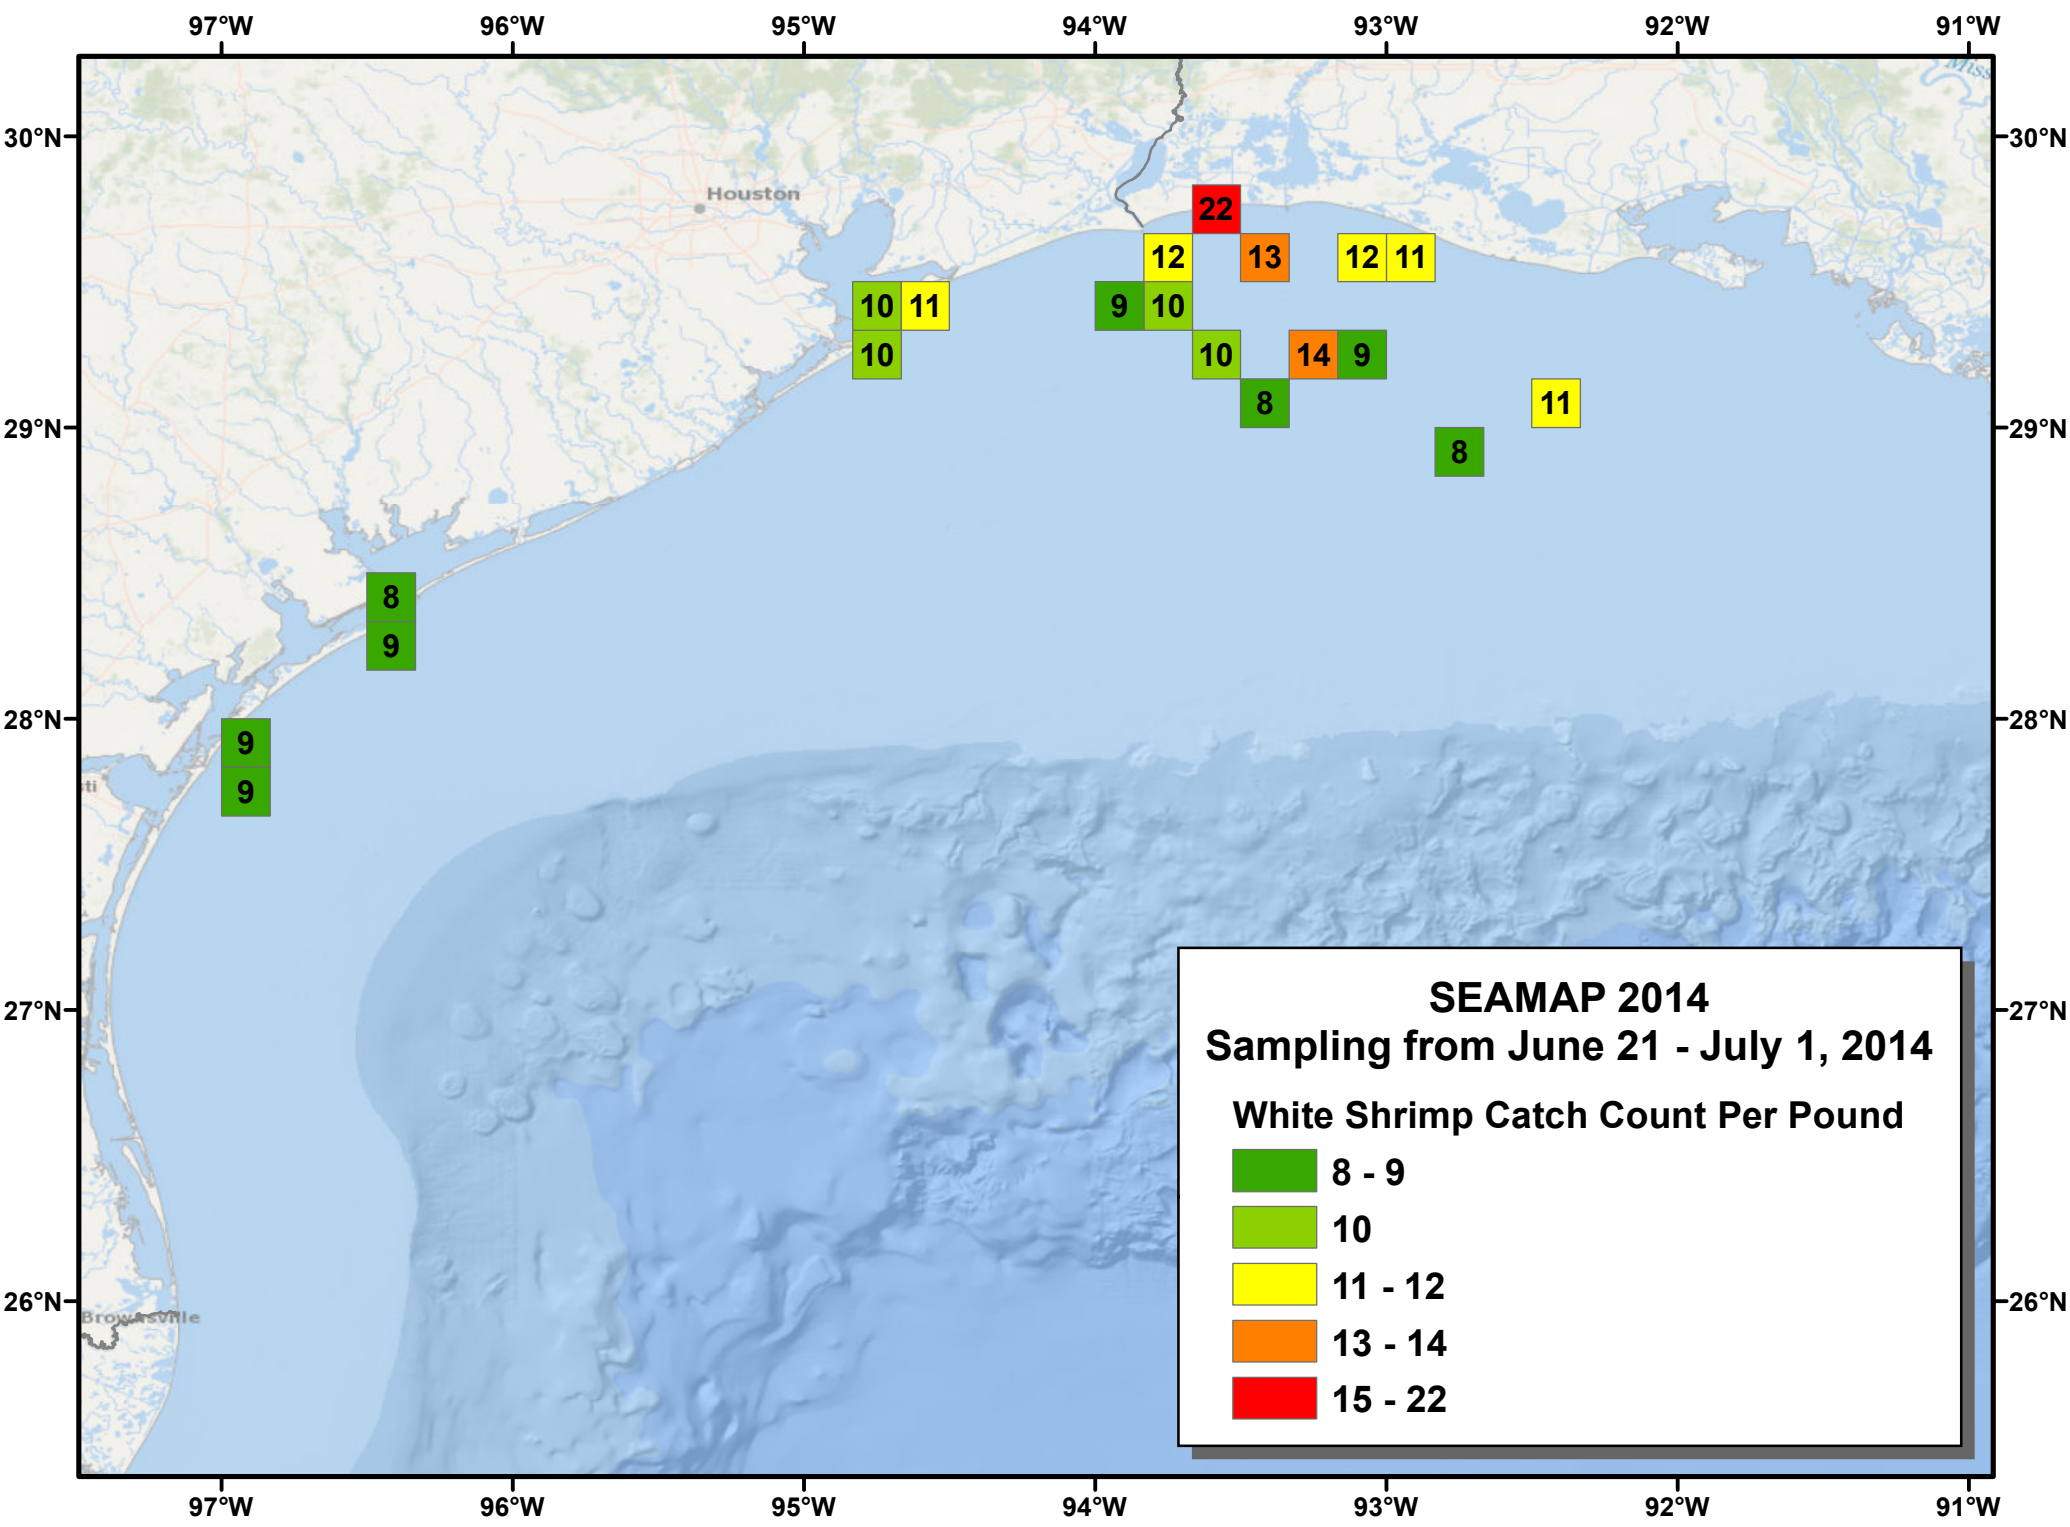 97°W 96°W 95°W 94°W 93°W 92°W 91°W
Miss
30°N 30°N
Houston
22
12 13 12 11
10 11 9 10
10 10 14 9
8
29°N 11 29°N
8
8
9
28°N 28°N
9
sti
9
27°N 27°N
SEAMAP 2014
Sampling from June 21 - July 1, 2014
White Shrimp Catch Count Per Pound
8 - 9
10
11 - 12
13 - 14
15 - 22
26°N 26°N
Brownsville
97°W 96°W 95°W 94°W 93°W 92°W 91°W